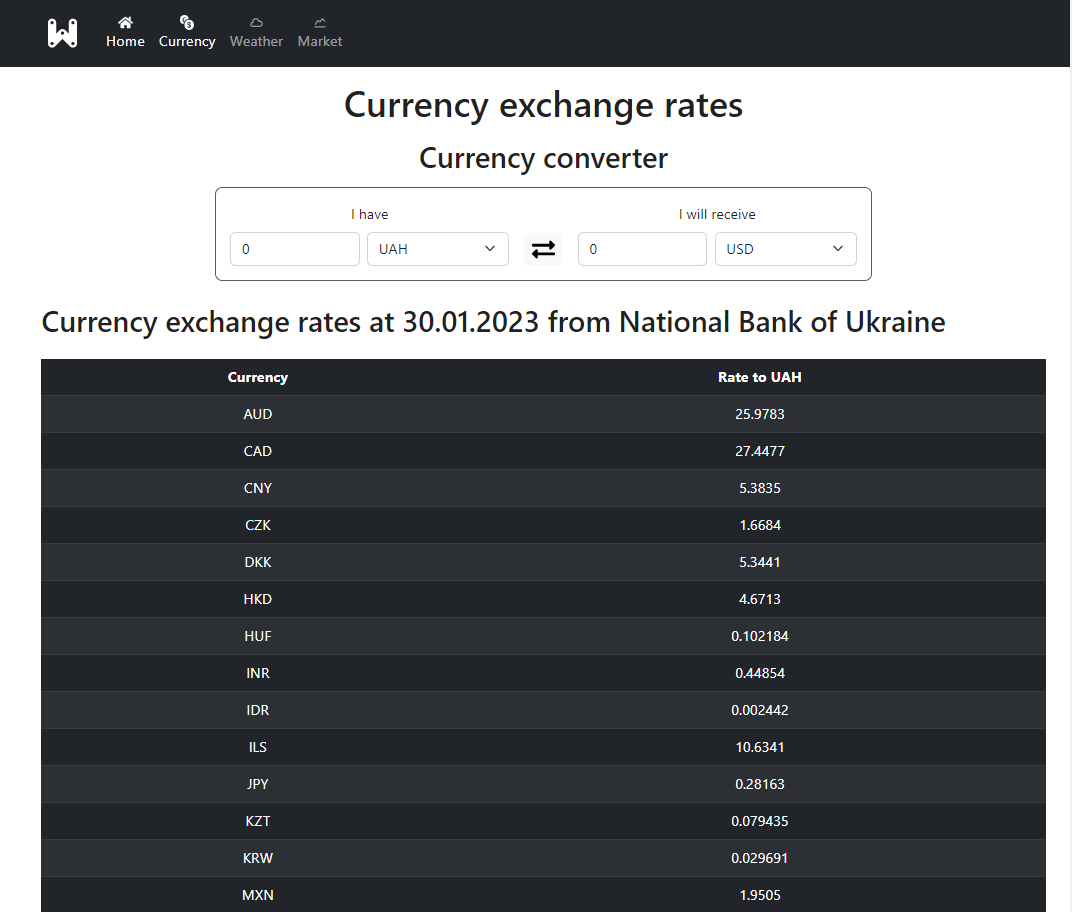 Home Currency Weather Market
Currency exchange rates
Currency converter
I have I will receive
0 UAH 0 USD
Currency exchange rates at 30.01.2023 from National Bank of Ukraine
Currency Rate to UAH
AUD 25.9783
CAD 27.4477
CNY 5.3835
CZK 1.6684
DKK 5.3441
HKD 4.6713
HUF 0.102184
INR 0.44854
IDR 0.002442
ILS 10.6341
JPY 0.28163
KZT 0.079435
KRW 0.029691
MXN 1.9505